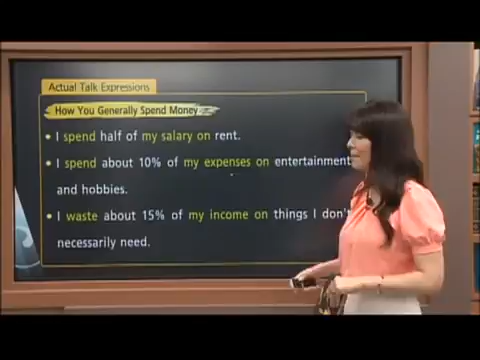 Actual Talk Expressions
How You Generally Spend Money
• I spend half of my salary on rent.
• I spend about 10% of my expenses on entertainment
and hobbies.
• I waste about 15% of my income on things I don't
necessarily need.